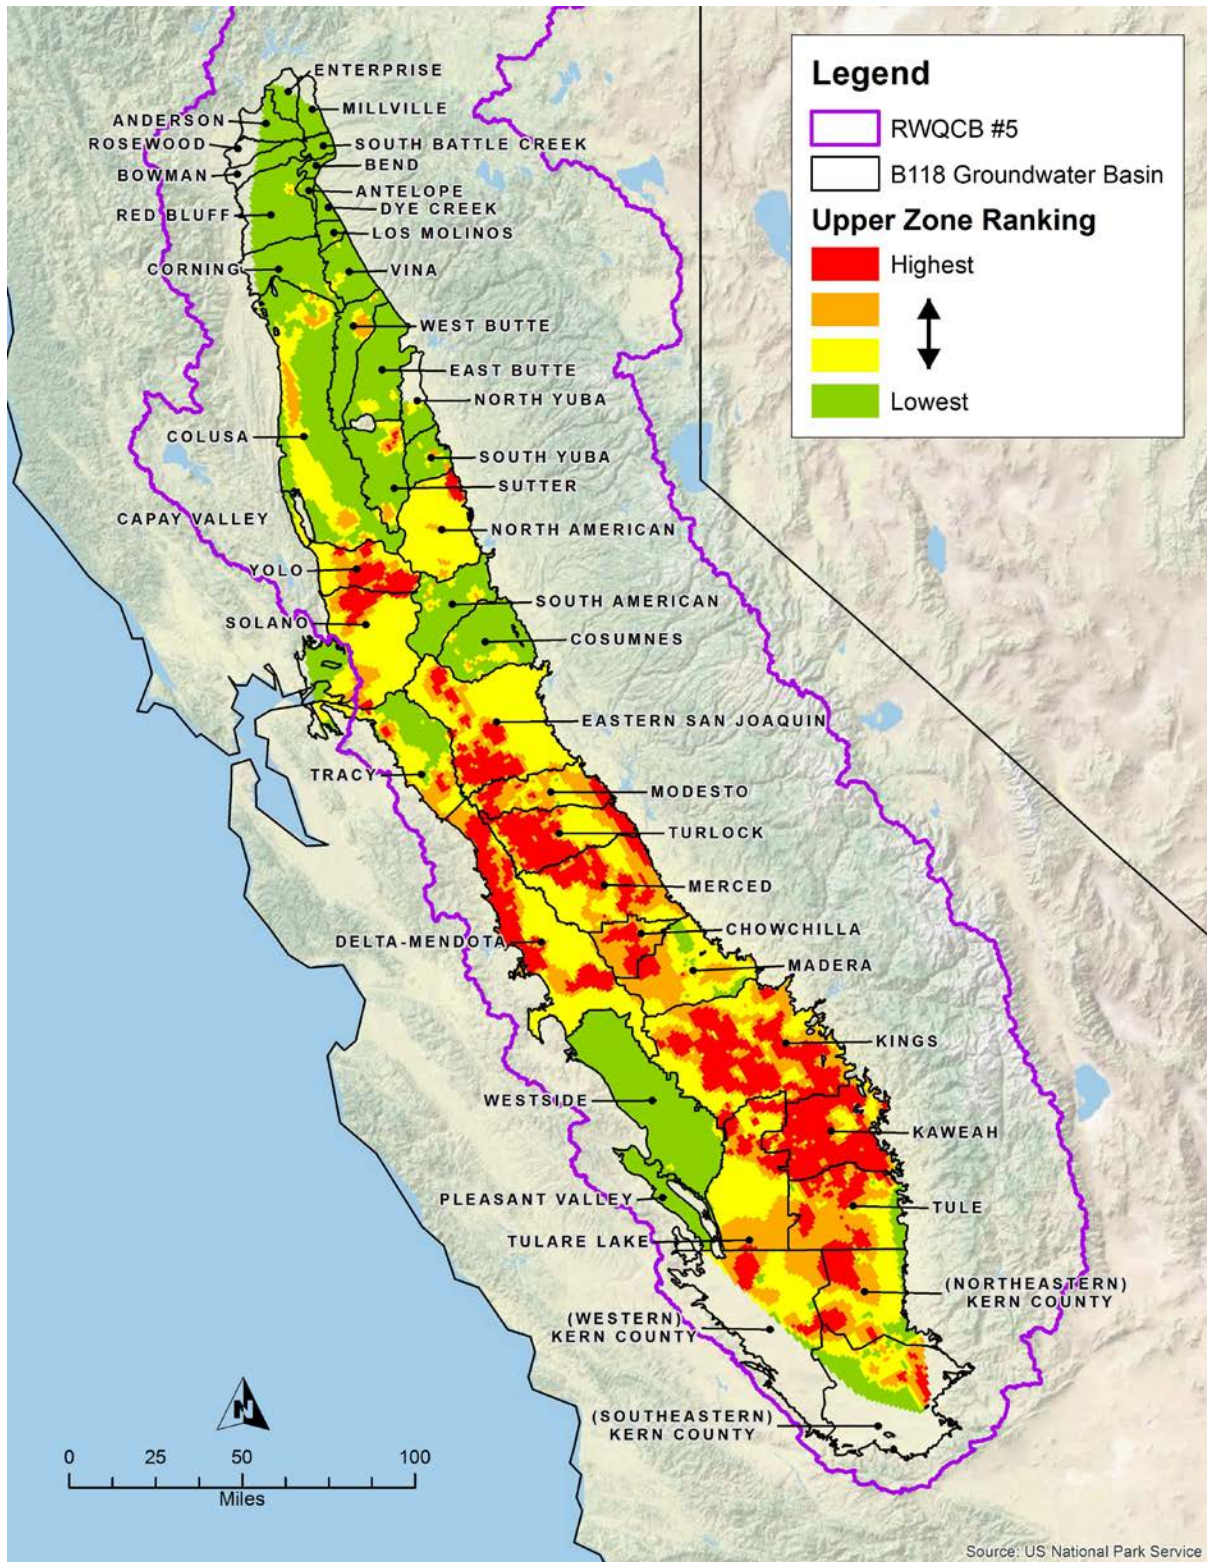 Legend
RWQCB #5
B118 Groundwater Basin
Upper Zone Ranking
Highest
Lowest
ENTERPRISE
MILLVILLE
ANDERSON
ROSEWOOD
SOUTH BATTLE CREEK
BEND
BOWMAN
ANTELOPE
DYE CREEK
RED BLUFF
LOS MOLINOS
CORNING
VINA
WEST BUTTE
EAST BUTTE
NORTH YUBA
COLUSA
SOUTH YUBA
SUTTER
CAPAY VALLEY
NORTH AMERICAN
YOLO
SOUTH AMERICAN
SOLANO
COSUMNES
EASTERN SAN JOAQUIN
TRACY
MODESTO
TURLOCK
MERCED
CHOWCHILLA
DELTA-MENDOTA
MADERA
KINGS
WESTSIDE
KAWEAH
PLEASANT VALLEY
TULE
TULARE LAKE
(NORTHEASTERN)
KERN COUNTY
(WESTERN)
KERN COUNTY
(SOUTHEASTERN)
KERN COUNTY
N
0 25 50 100
Miles
Source: US National Park Service